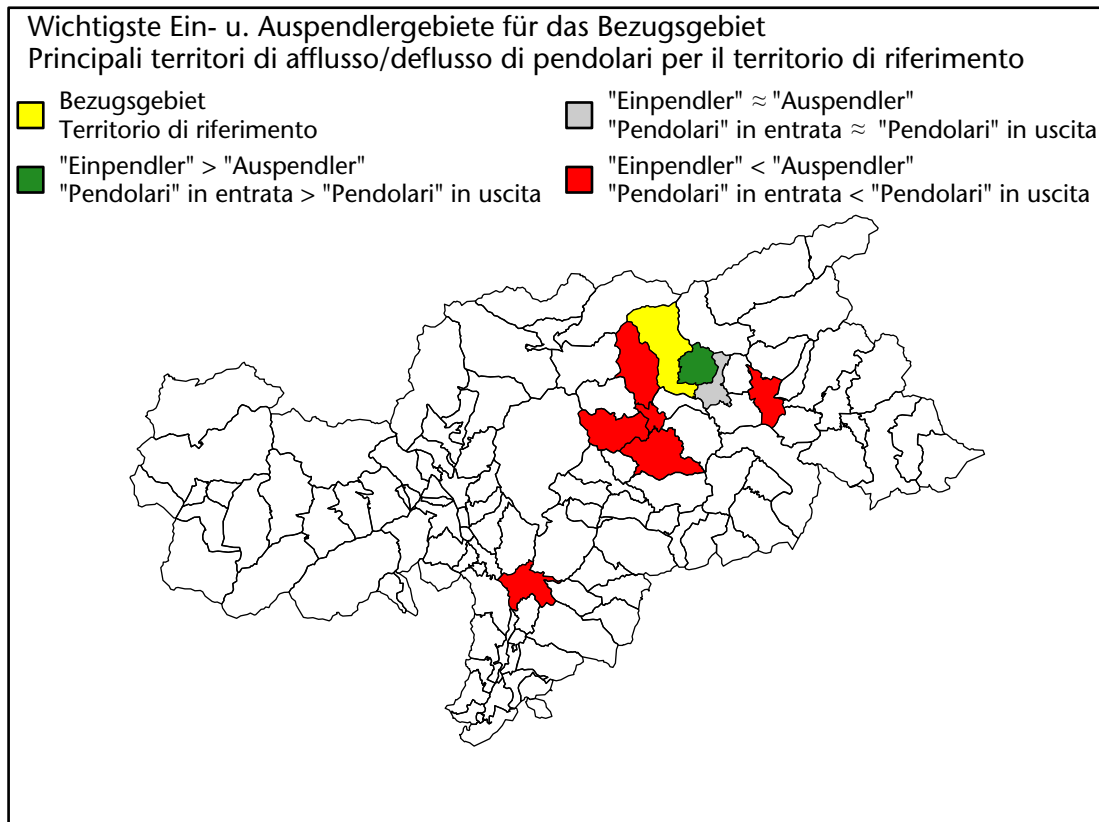 Wichtigste Ein- u. Auspendlergebiete für das Bezugsgebiet
Principali territori di afflusso/deflusso di pendolari per il territorio di riferimento
Bezugsgebiet
Territorio di riferimento
"Einpendler" > "Auspendler"
"Pendolari" in entrata > "Pendolari" in uscita
"Einpendler" ≈ "Auspendler"
"Pendolari" in entrata ≈ "Pendolari" in uscita
"Einpendler" < "Auspendler"
"Pendolari" in entrata < "Pendolari" in uscita